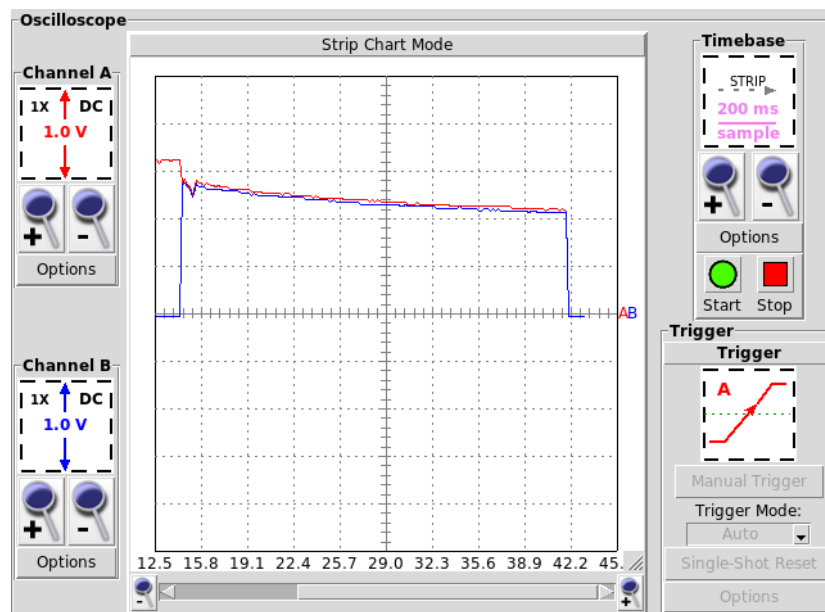 Oscilloscope
Strip Chart Mode
Channel A
1X DC
1.0 V
+ -
Options
Channel B
1X DC
1.0 V
+ -
Options
AB
12.5 15.8 19.1 22.4 25.7 29.0 32.3 35.6 38.9 42.2 45.
- +
Timebase
STRIP
200 ms
sample
+ -
Options
Start Stop
Trigger
Trigger
A
Manual Trigger
Trigger Mode:
Auto
Single-Shot Reset
Options